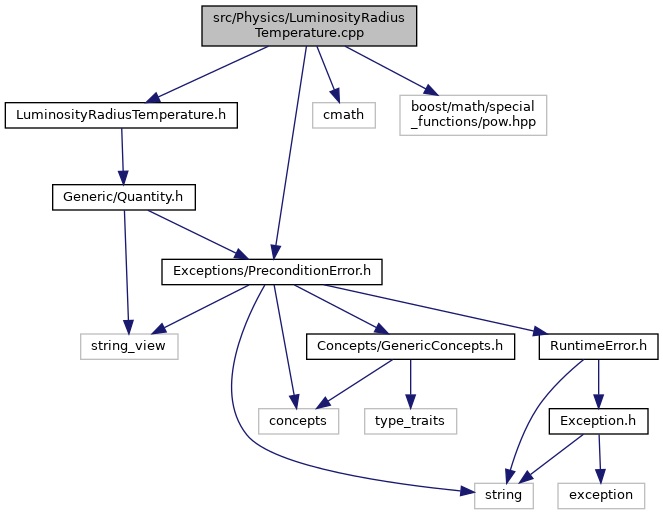 src/Physics/LuminosityRadius
Temperature.cpp
LuminosityRadiusTemperature.h
cmath
boost/math/special
_functions/pow.hpp
Generic/Quantity.h
Exceptions/PreconditionError.h
string_view
Concepts/GenericConcepts.h
RuntimeError.h
concepts
type_traits
Exception.h
string
exception